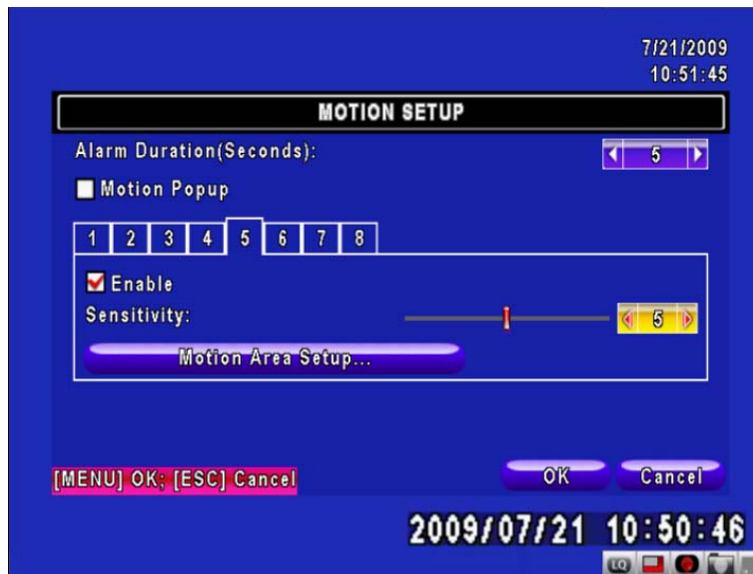 7/21/2009
10:51:45
MOTION SETUP
Alarm Duration(Seconds): 5
Motion Popup
1 2 3 4 5 6 7 8
Enable
Sensitivity: 5
Motion Area Setup...
[MENU] OK; [ESC] Cancel OK Cancel
2009/07/21 10:50:46
LQ